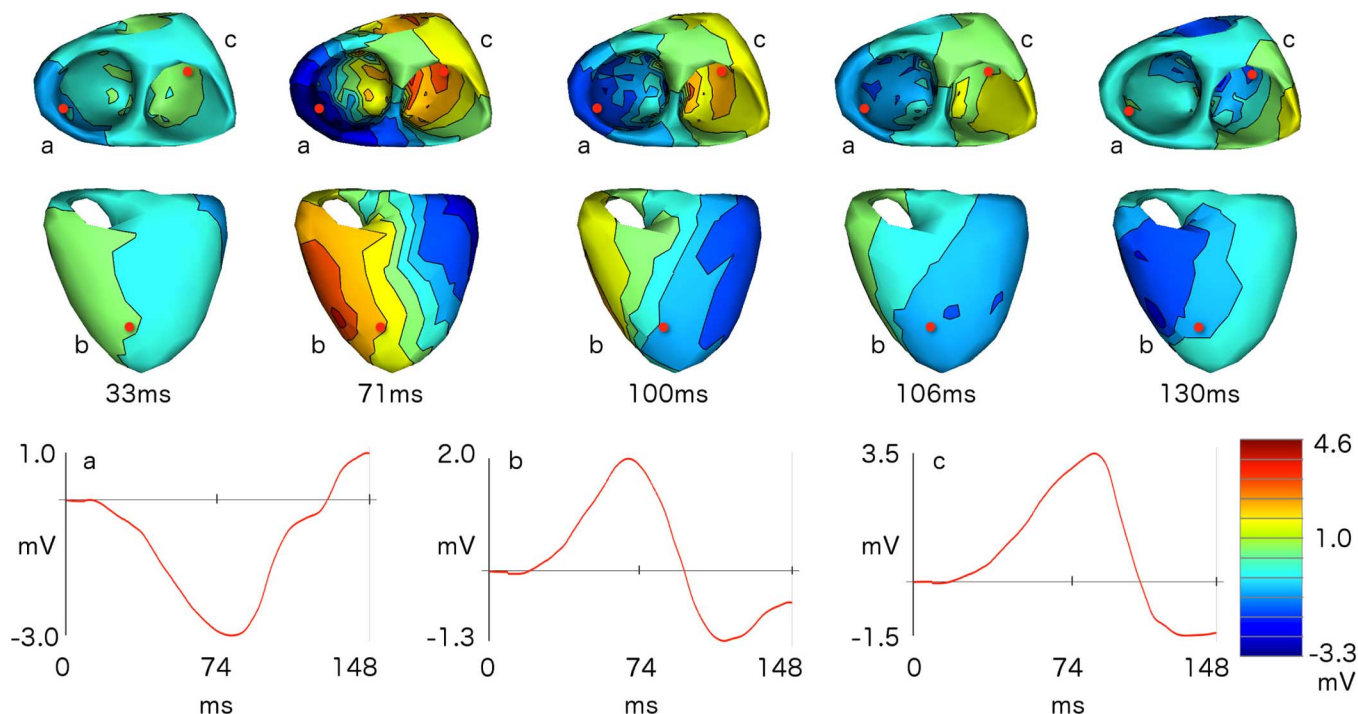 c c c c c
a a a a a
b b b b b
33ms 71ms 100ms 106ms 130ms
1.0 a 2.0 b 3.5 c 4.6
mV mV mV 1.0
-3.0 -1.3 -1.5 -3.3
0 74 148 0 74 148 0 74 148 mV
ms ms ms